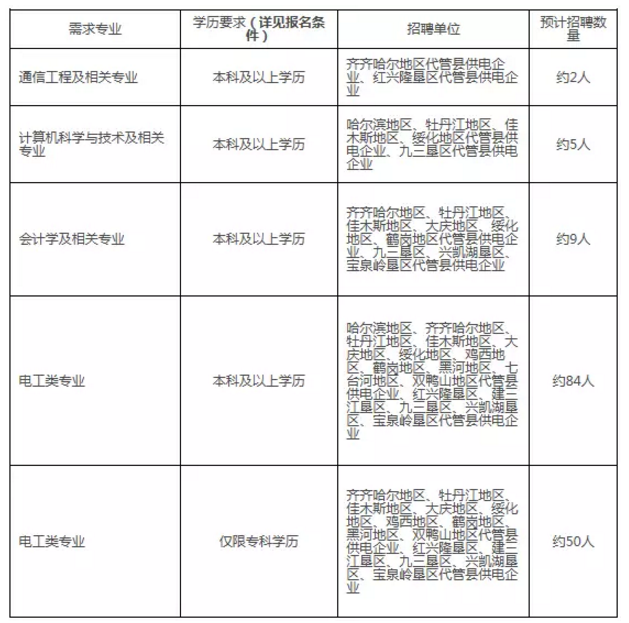 需求专业
学历要求（详见报名条
件）
招聘单位
预计招聘数
量
通信工程及相关专业
本科及以上学历
齐齐哈尔地区代管县供电企
业、红兴隆垦区代管县供电企
业
约2人
计算机科学与技术及相关
专业
本科及以上学历
哈尔滨地区、牡丹江地区、佳
木斯地区、绥化地区代管县供
电企业、九三垦区代管县供电
企业
约5人
会计学及相关专业
本科及以上学历
齐齐哈尔地区、牡丹江地区、
佳木斯地区、大庆地区、绥化
地区、鹤岗地区代管县供电企
业、九三垦区、兴凯湖垦区、
宝泉岭垦区代管县供电企业
约9人
电工类专业
本科及以上学历
哈尔滨地区、齐齐哈尔地区、
牡丹江地区、佳木斯地区、大
庆地区、绥化地区、鸡西地
区、鹤岗地区、黑河地区、七
台河地区、双鸭山地区代管县
供电企业、红兴隆垦区、建三
江垦区、九三垦区、兴凯湖垦
区、宝泉岭垦区代管县供电企
业
约84人
电工类专业
仅限专科学历
齐齐哈尔地区、牡丹江地区、
佳木斯地区、大庆地区、绥化
地区、鸡西地区、鹤岗地区、
黑河地区、双鸭山地区代管县
供电企业、红兴隆垦区、建三
江垦区、九三垦区、兴凯湖垦
区、宝泉岭垦区代管县供电企
业
约50人